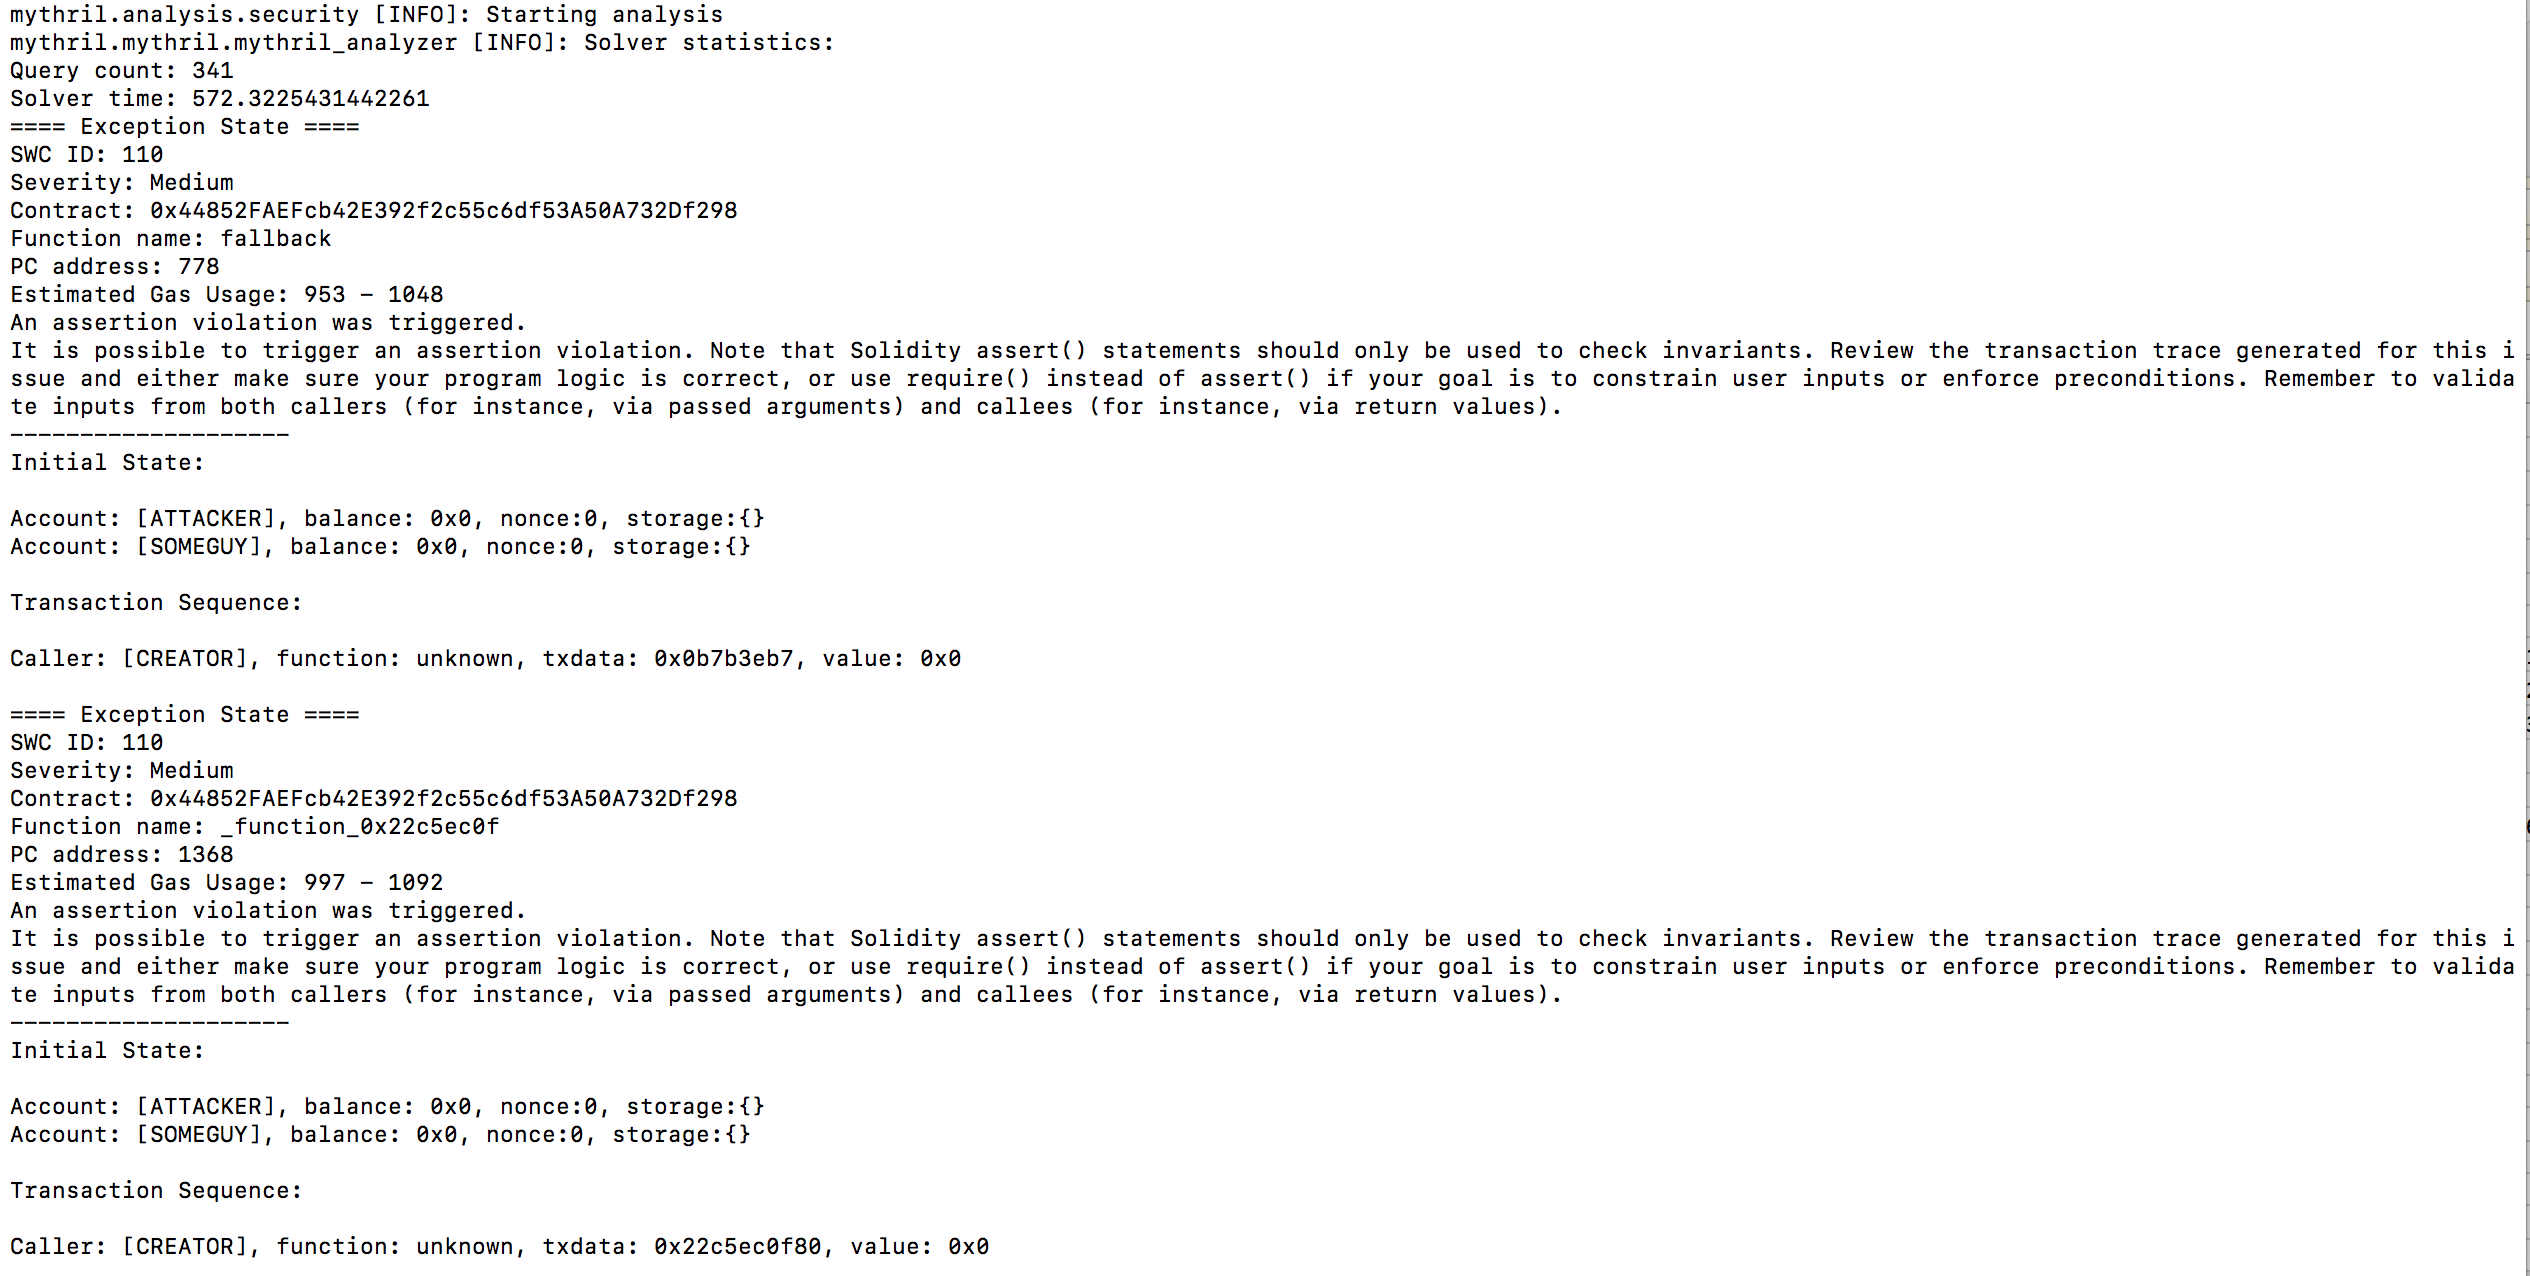 mythril.analysis.security [INFO]: Starting analysis
mythril.mythril.mythril_analyzer [INFO]: Solver statistics:
Query count: 341
Solver time: 572.3225431442261
==== Exception State ====
SWC ID: 110
Severity: Medium
Contract: 0x44852FAEFcb42E392f2c55c6df53A50A732Df298
Function name: fallback
PC address: 778
Estimated Gas Usage: 953 - 1048
An assertion violation was triggered.
It is possible to trigger an assertion violation. Note that Solidity assert() statements should only be used to check invariants. Review the transaction trace generated for this i
ssue and either make sure your program logic is correct, or use require() instead of assert() if your goal is to constrain user inputs or enforce preconditions. Remember to valida
te inputs from both callers (for instance, via passed arguments) and callees (for instance, via return values).
--------------------
Initial State:

Account: [ATTACKER], balance: 0x0, nonce:0, storage:{}
Account: [SOMEGUY], balance: 0x0, nonce:0, storage:{}

Transaction Sequence:

Caller: [CREATOR], function: unknown, txdata: 0x0b7b3eb7, value: 0x0

==== Exception State ====
SWC ID: 110
Severity: Medium
Contract: 0x44852FAEFcb42E392f2c55c6df53A50A732Df298
Function name: _function_0x22c5ec0f
PC address: 1368
Estimated Gas Usage: 997 - 1092
An assertion violation was triggered.
It is possible to trigger an assertion violation. Note that Solidity assert() statements should only be used to check invariants. Review the transaction trace generated for this i
ssue and either make sure your program logic is correct, or use require() instead of assert() if your goal is to constrain user inputs or enforce preconditions. Remember to valida
te inputs from both callers (for instance, via passed arguments) and callees (for instance, via return values).
--------------------
Initial State:

Account: [ATTACKER], balance: 0x0, nonce:0, storage:{}
Account: [SOMEGUY], balance: 0x0, nonce:0, storage:{}

Transaction Sequence:

Caller: [CREATOR], function: unknown, txdata: 0x22c5ec0f80, value: 0x0